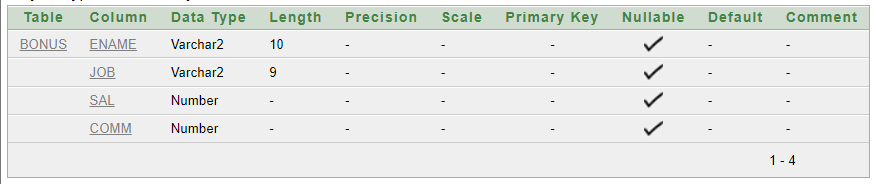 Table Column Data Type Length Precision Scale Primary Key Nullable Default Comment
BONUS ENAME Varchar2 10 - - - ✓ - -
JOB Varchar2 9 - - - ✓ - -
SAL Number - - - - ✓ - -
COMM Number - - - - ✓ - -
1 - 4